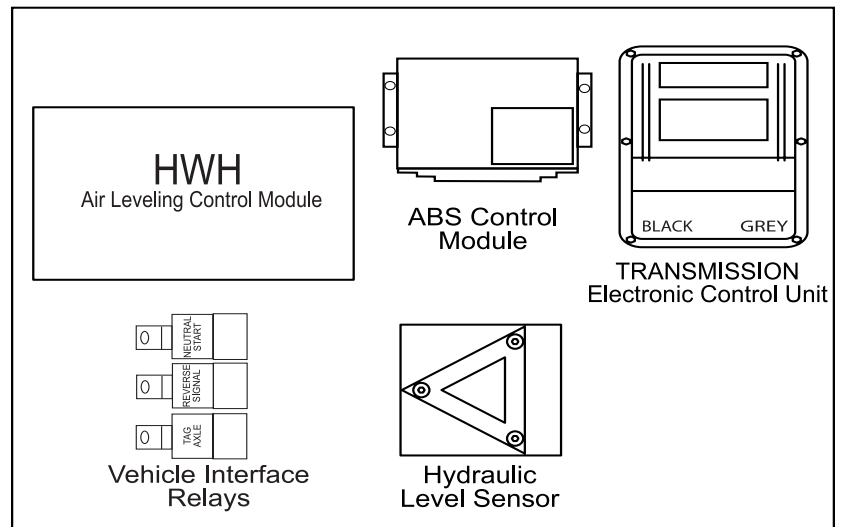 HWH
Air Leveling Control Module
ABS Control
Module
BLACK GREY
TRANSMISSION
Electronic Control Unit
NEUTRAL
START
REVERSE
SIGNAL
TAG
AXLE
Vehicle Interface
Relays
Hydraulic
Level Sensor